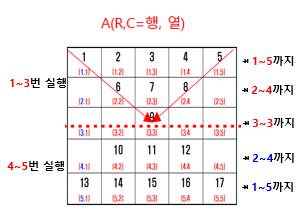 A(R,C=행, 열)
1 2 3 4 5
(1.1) (1.2) (1.3) (1.4 (1.5)
⇥ 1~5까지
1~3번 실행
6 7 8
(2.1) (2.2) (2.3) (2.4 (2.5)
⇥ 2~4까지
9
(3.1) (3.2) (3.3) (3.4 (3.5)
⇥ 3~3까지
4~5번 실행
10 11 12
(4.1) (4.2) (4.3) (4.4 (4.5)
⇥ 2~4까지
13 14 15 16 17
(5.1) (5.2) (5.3) (5.4 (5.5)
⇥ 1~5까지